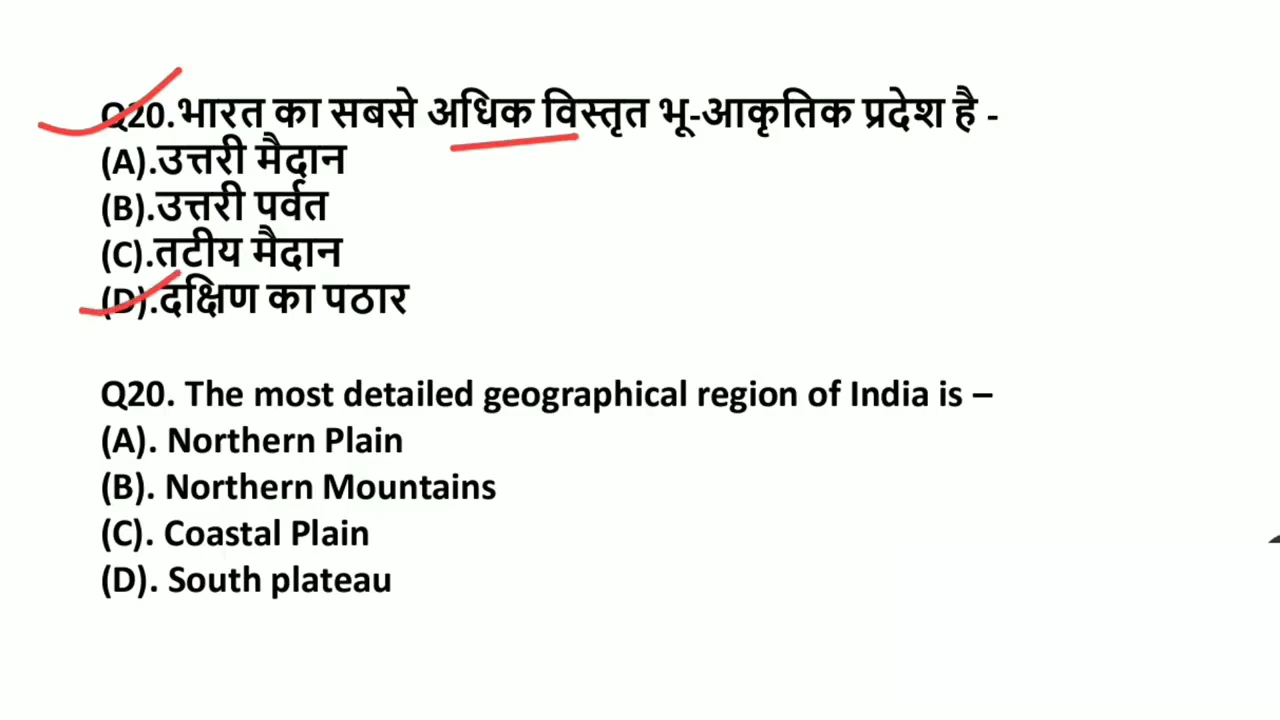 Q20.भारत का सबसे अधिक विस्तृत भू-आकृतिक प्रदेश है -
(A).उत्तरी मैदान
(B).उत्तरी पर्वत
(C).तटीय मैदान
(D).दक्षिण का पठार
Q20. The most detailed geographical region of India is –
(A). Northern Plain
(B). Northern Mountains
(C). Coastal Plain
(D). South plateau